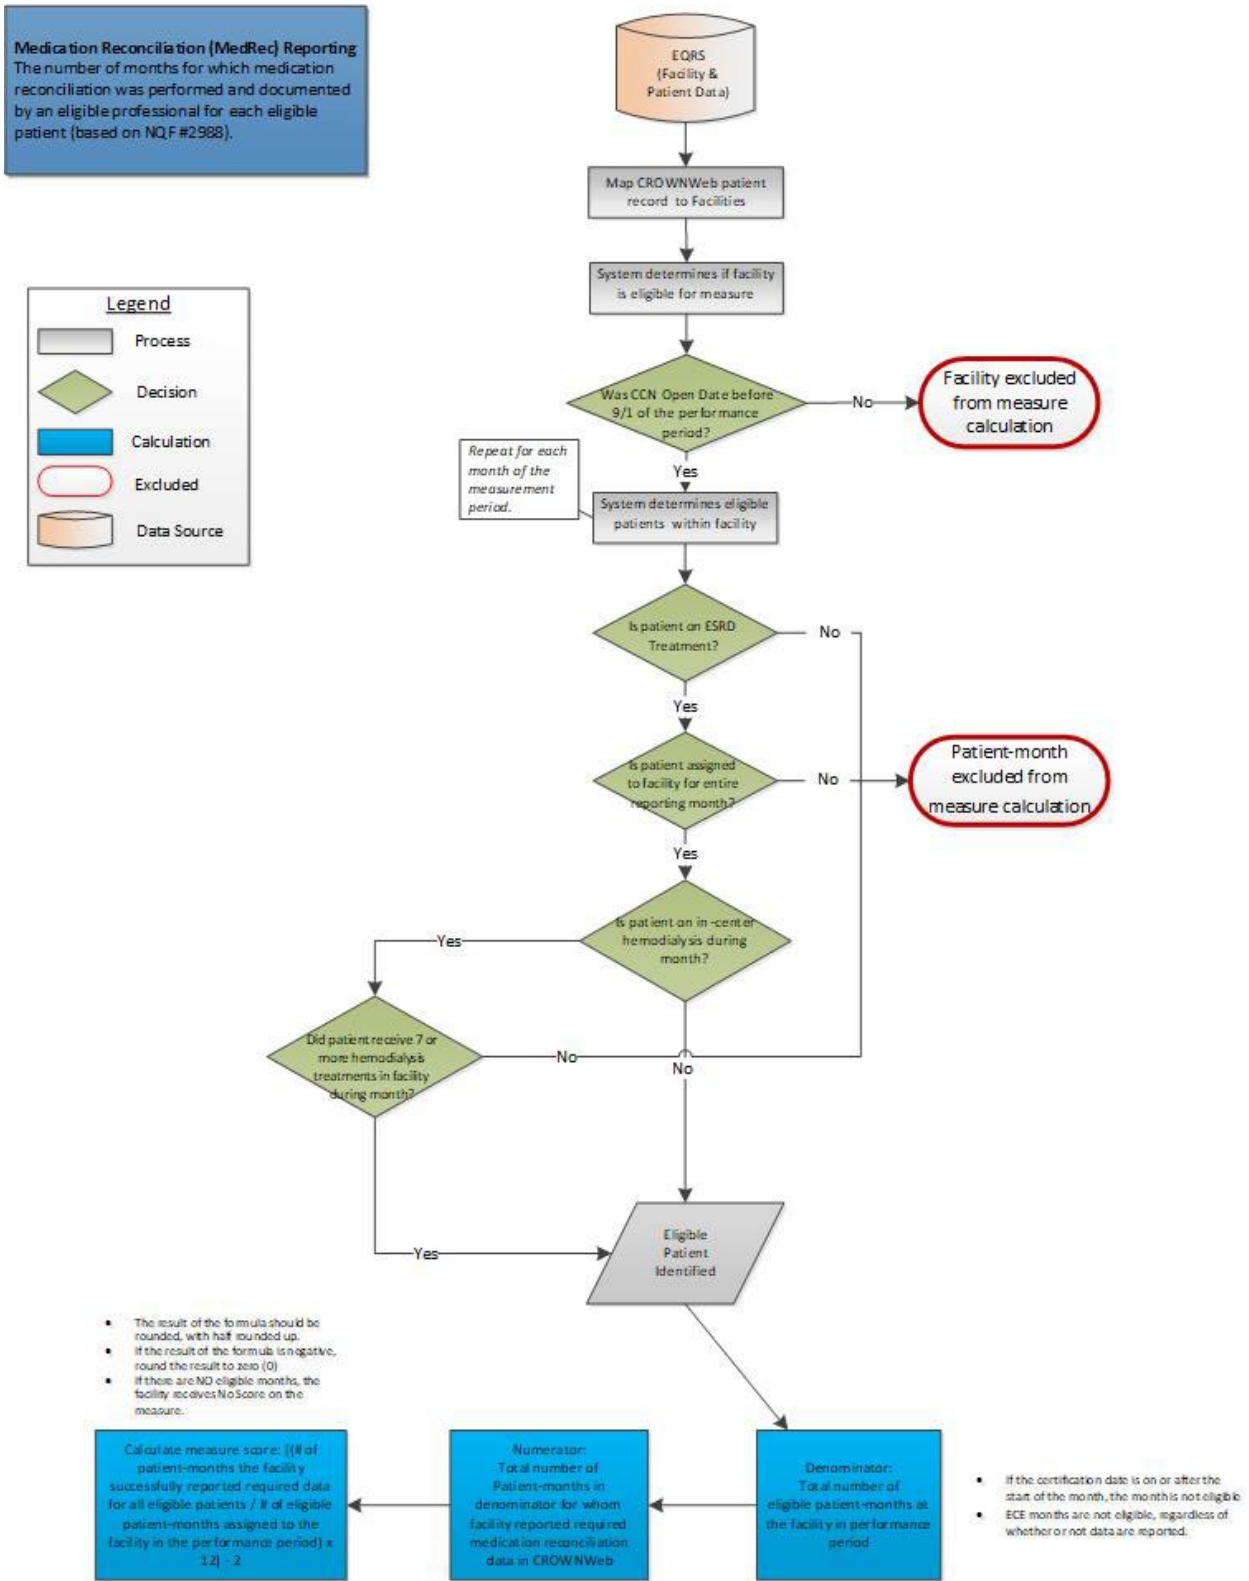 Medication Reconciliation (MedRec) Reporting
The number of months for which medication
reconciliation was performed and documented
by an eligible professional for each eligible
patient (based on NQF #2988).
EQRS
(Facility &
Patient Data)
Map CROWNWeb patient
record to Facilities
System determines if facility
is eligible for measure
Legend
Process
Decision
Calculation
Excluded
Data Source
Was CCN Open Date before
9/1 of the performance
period?
No
Facility excluded
from measure
calculation
Yes
Repeat for each
month of the
measurement
period.
System determines eligible
patients within facility
Is patient on ESRD
Treatment?
No
Yes
Is patient assigned
to facility for entire
reporting month?
No
Patient-month
excluded from
measure calculation
Yes
Is patient on in-center
hemodialysis during
month?
Yes
Did patient receive 7 or
more hemodialysis
treatments in facility
during month?
No
No
Yes
Eligible
Patient
Identified
• The result of the formula should be
rounded, with half rounded up.
• If the result of the formula is negative,
round the result to zero (0)
• If there are NO eligible months, the
facility receives No Score on the
measure.
Calculate measure score: [(# of
patient-months the facility
successfully reported required data
for all eligible patients / # of eligible
patient-months assigned to the
facility in the performance period) x
12] - 2
Numerator:
Total number of
Patient-months in
denominator for whom
facility reported required
medication reconciliation
data in CROWNWeb
Denominator:
Total number of
eligible patient-months at
the facility in performance
period
• If the certification date is on or after the
start of the month, the month is not eligible
• ECE months are not eligible, regardless of
whether or not data are reported.